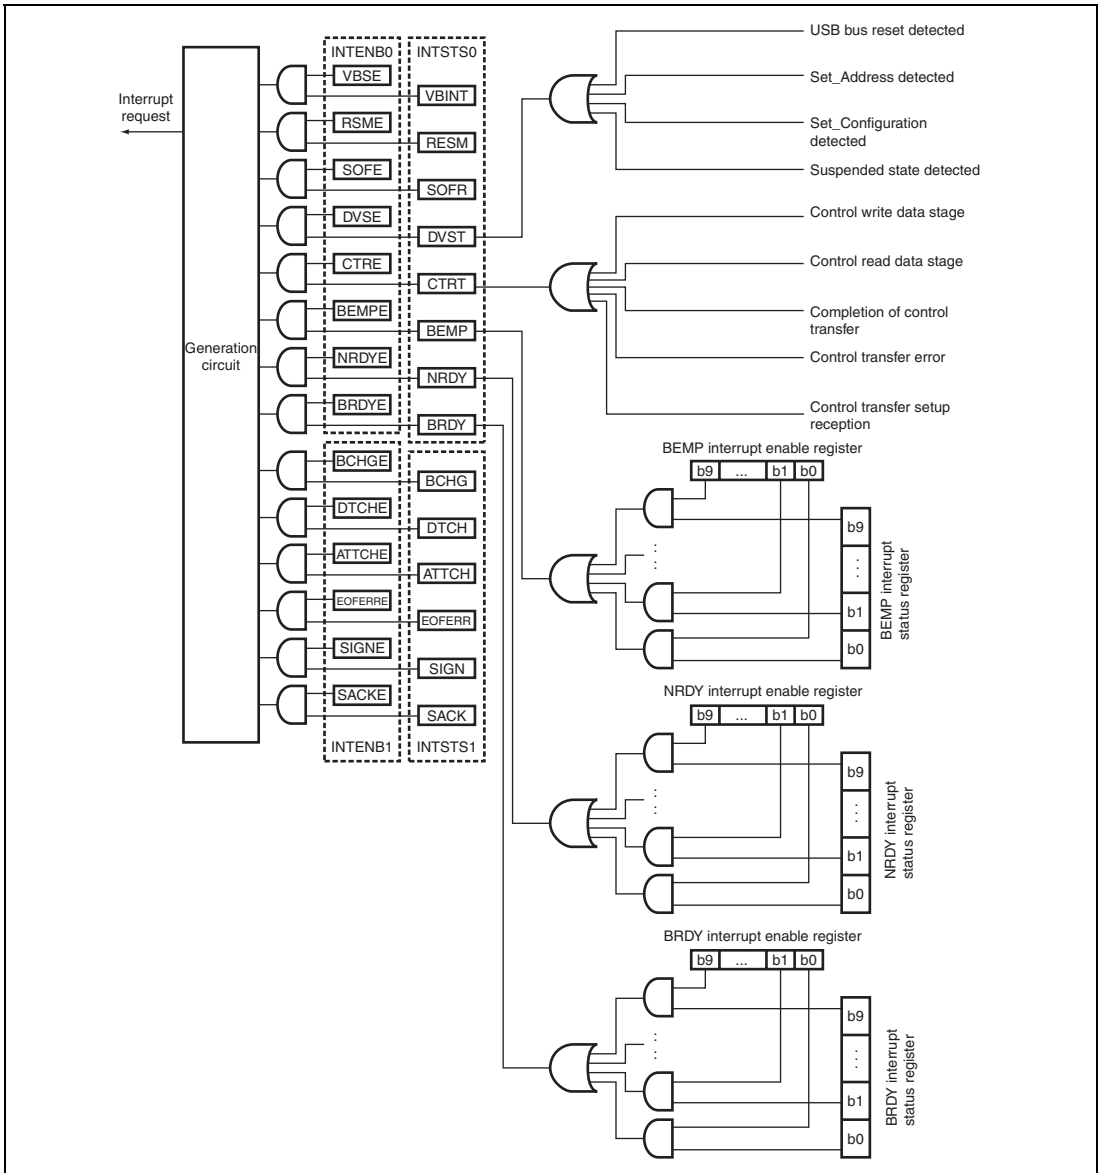 INTENB0
INTSTS0
VBSE
VBINT
RSME
RESM
SOFE
SOFR
DVSE
DVST
CTRE
CTRT
BEMPE
BEMP
NRDYE
NRDY
BRDYE
BRDY
BCHGE
BCHG
DTCHE
DTCH
ATTCHE
ATTCH
EOFERRE
EOFERR
SIGNE
SIGN
SACKE
SACK
INTENB1
INTSTS1
Interrupt
request
Generation
circuit
USB bus reset detected
Set_Address detected
Set_Configuration
detected
Suspended state detected
Control write data stage
Control read data stage
Completion of control
transfer
Control transfer error
Control transfer setup
reception
BEMP interrupt enable register
b9 ... b1 b0
b9
...
b1
b0
BEMP interrupt
status register
NRDY interrupt enable register
b9 ... b1 b0
b9
...
b1
b0
NRDY interrupt
status register
BRDY interrupt enable register
b9 ... b1 b0
b9
...
b1
b0
BRDY interrupt
status register